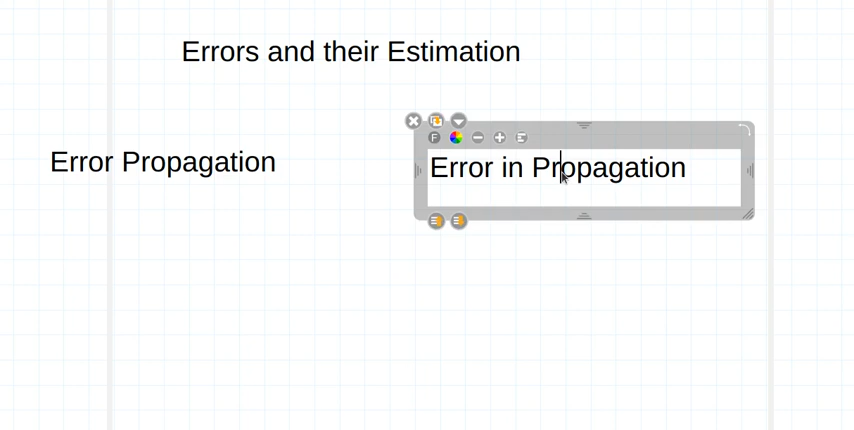 Errors and their Estimation
Error Propagation
Error in Propagation